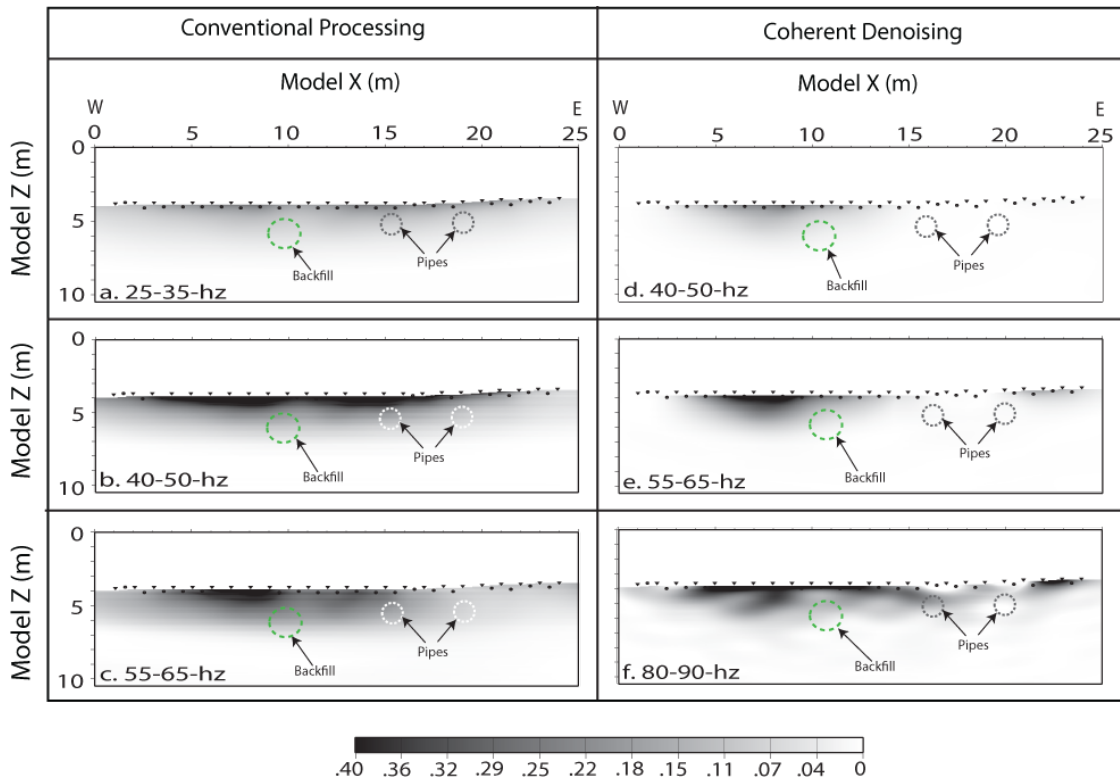 Conventional Processing
Coherent Denoising
Model X (m)
Model X (m)
W
W E
0 5 10 15 20 25
0 5 10 15 20 25
Model Z (m)
0
5
10
Backfill
Pipes
a. 25-35-hz
Backfill
Pipes
d. 40-50-hz
Model Z (m)
0
5
10
Backfill
Pipes
b. 40-50-hz
Backfill
Pipes
e. 55-65-hz
Model Z (m)
0
5
10
Backfill
Pipes
c. 55-65-hz
Backfill
Pipes
f. 80-90-hz
.40 .36 .32 .29 .25 .22 .18 .15 .11 .07 .04 0